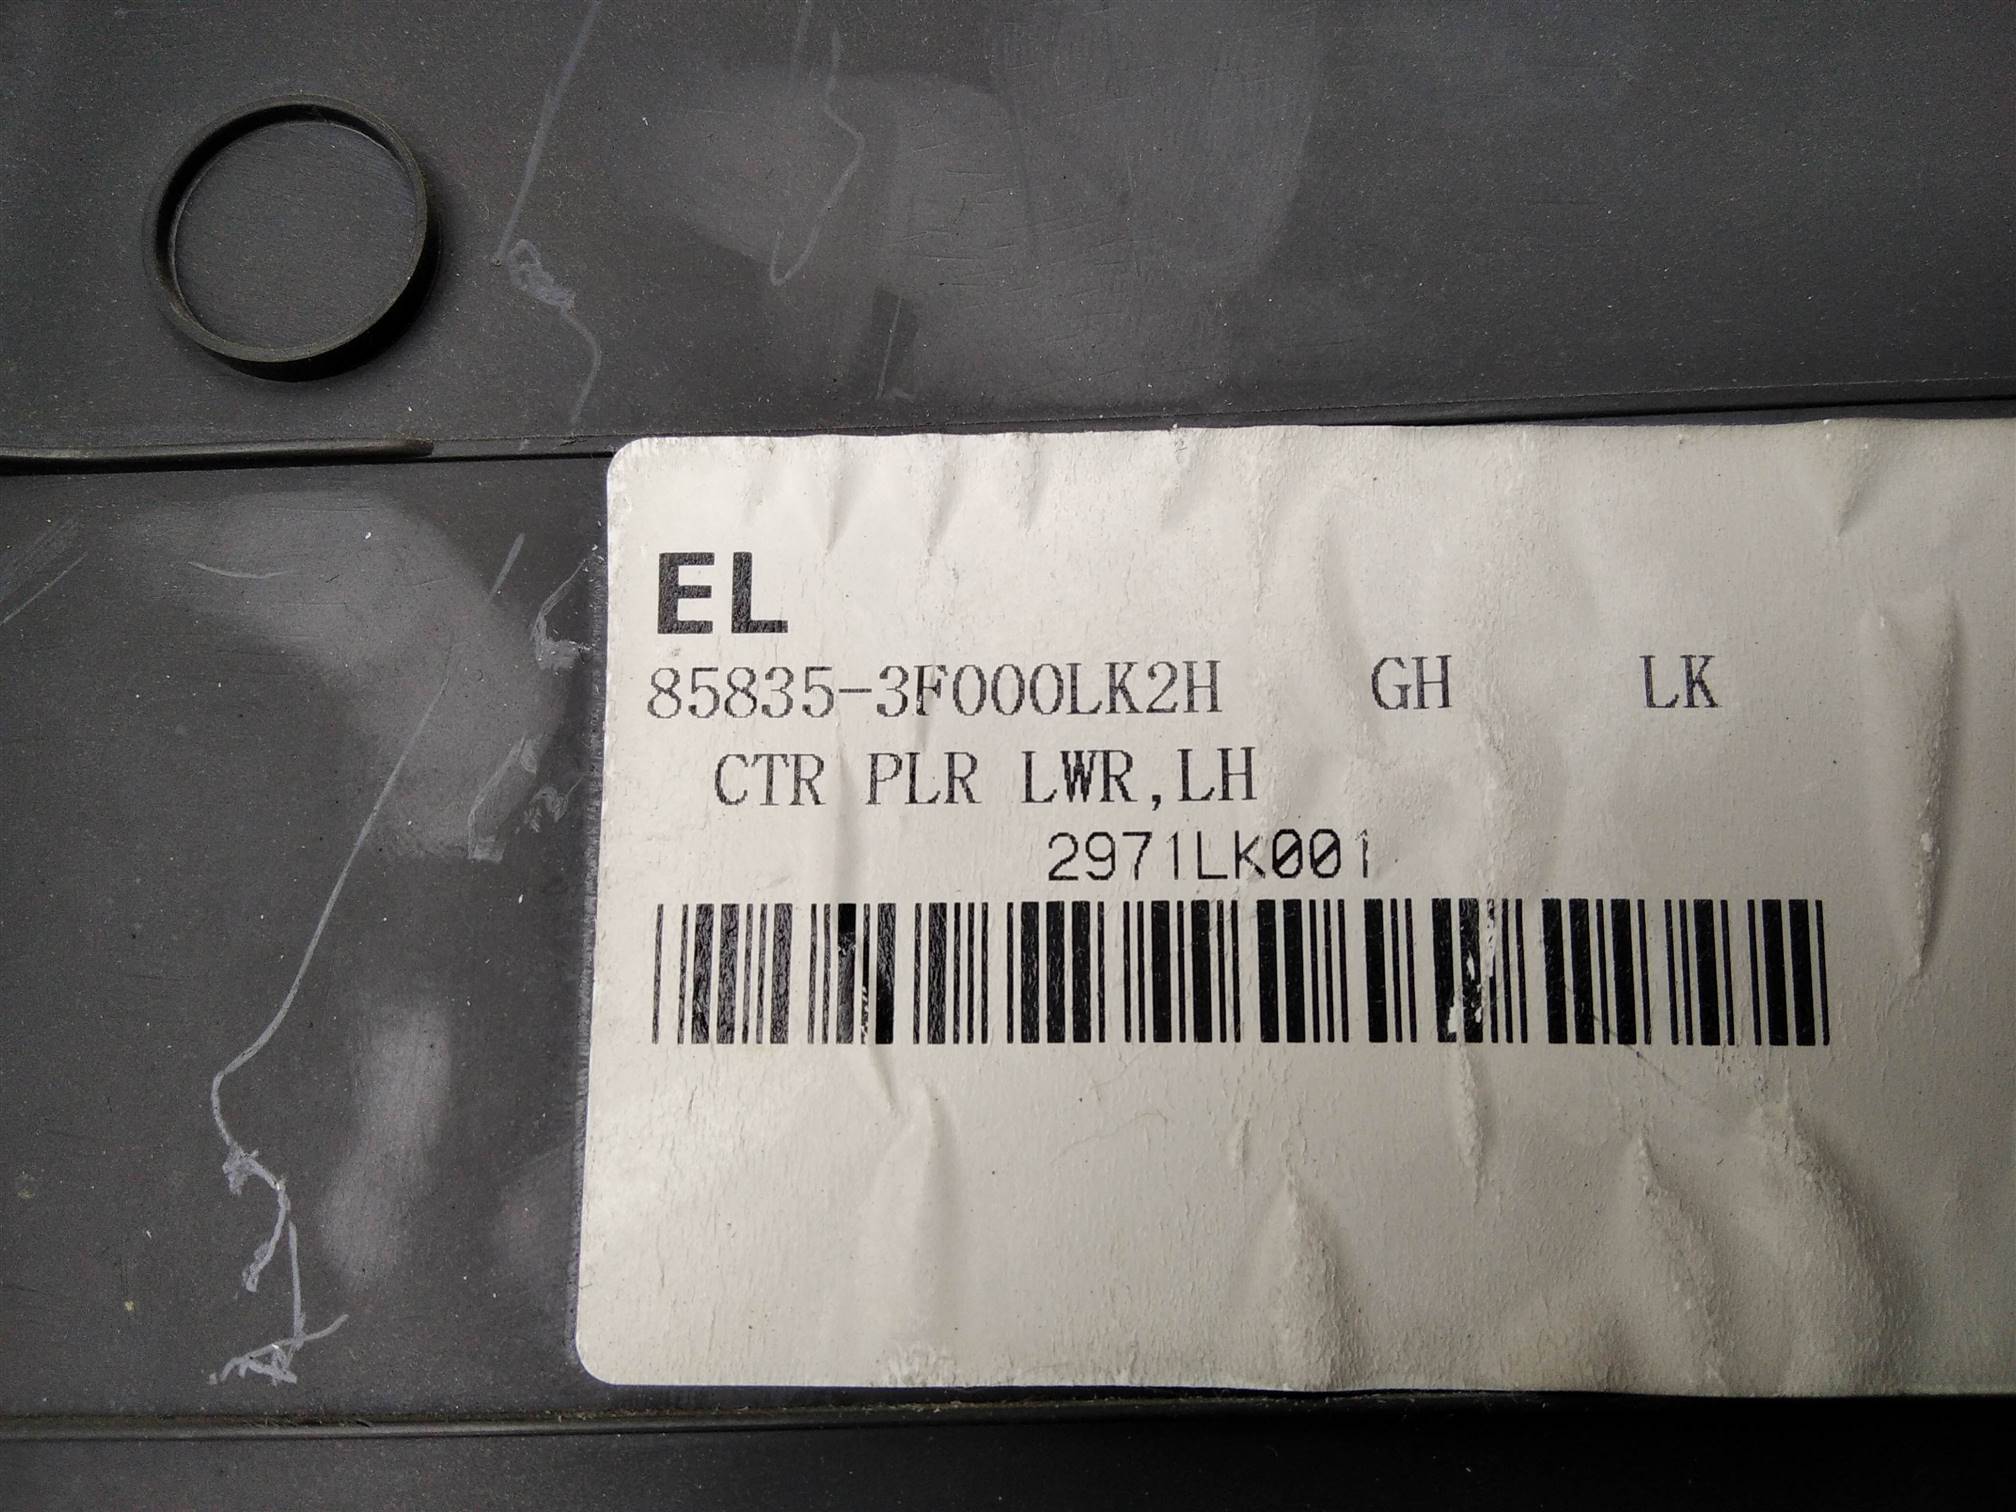 EL
85835-3F000LK2H GH LK
CTR PLR LWR,LH
2971LK001